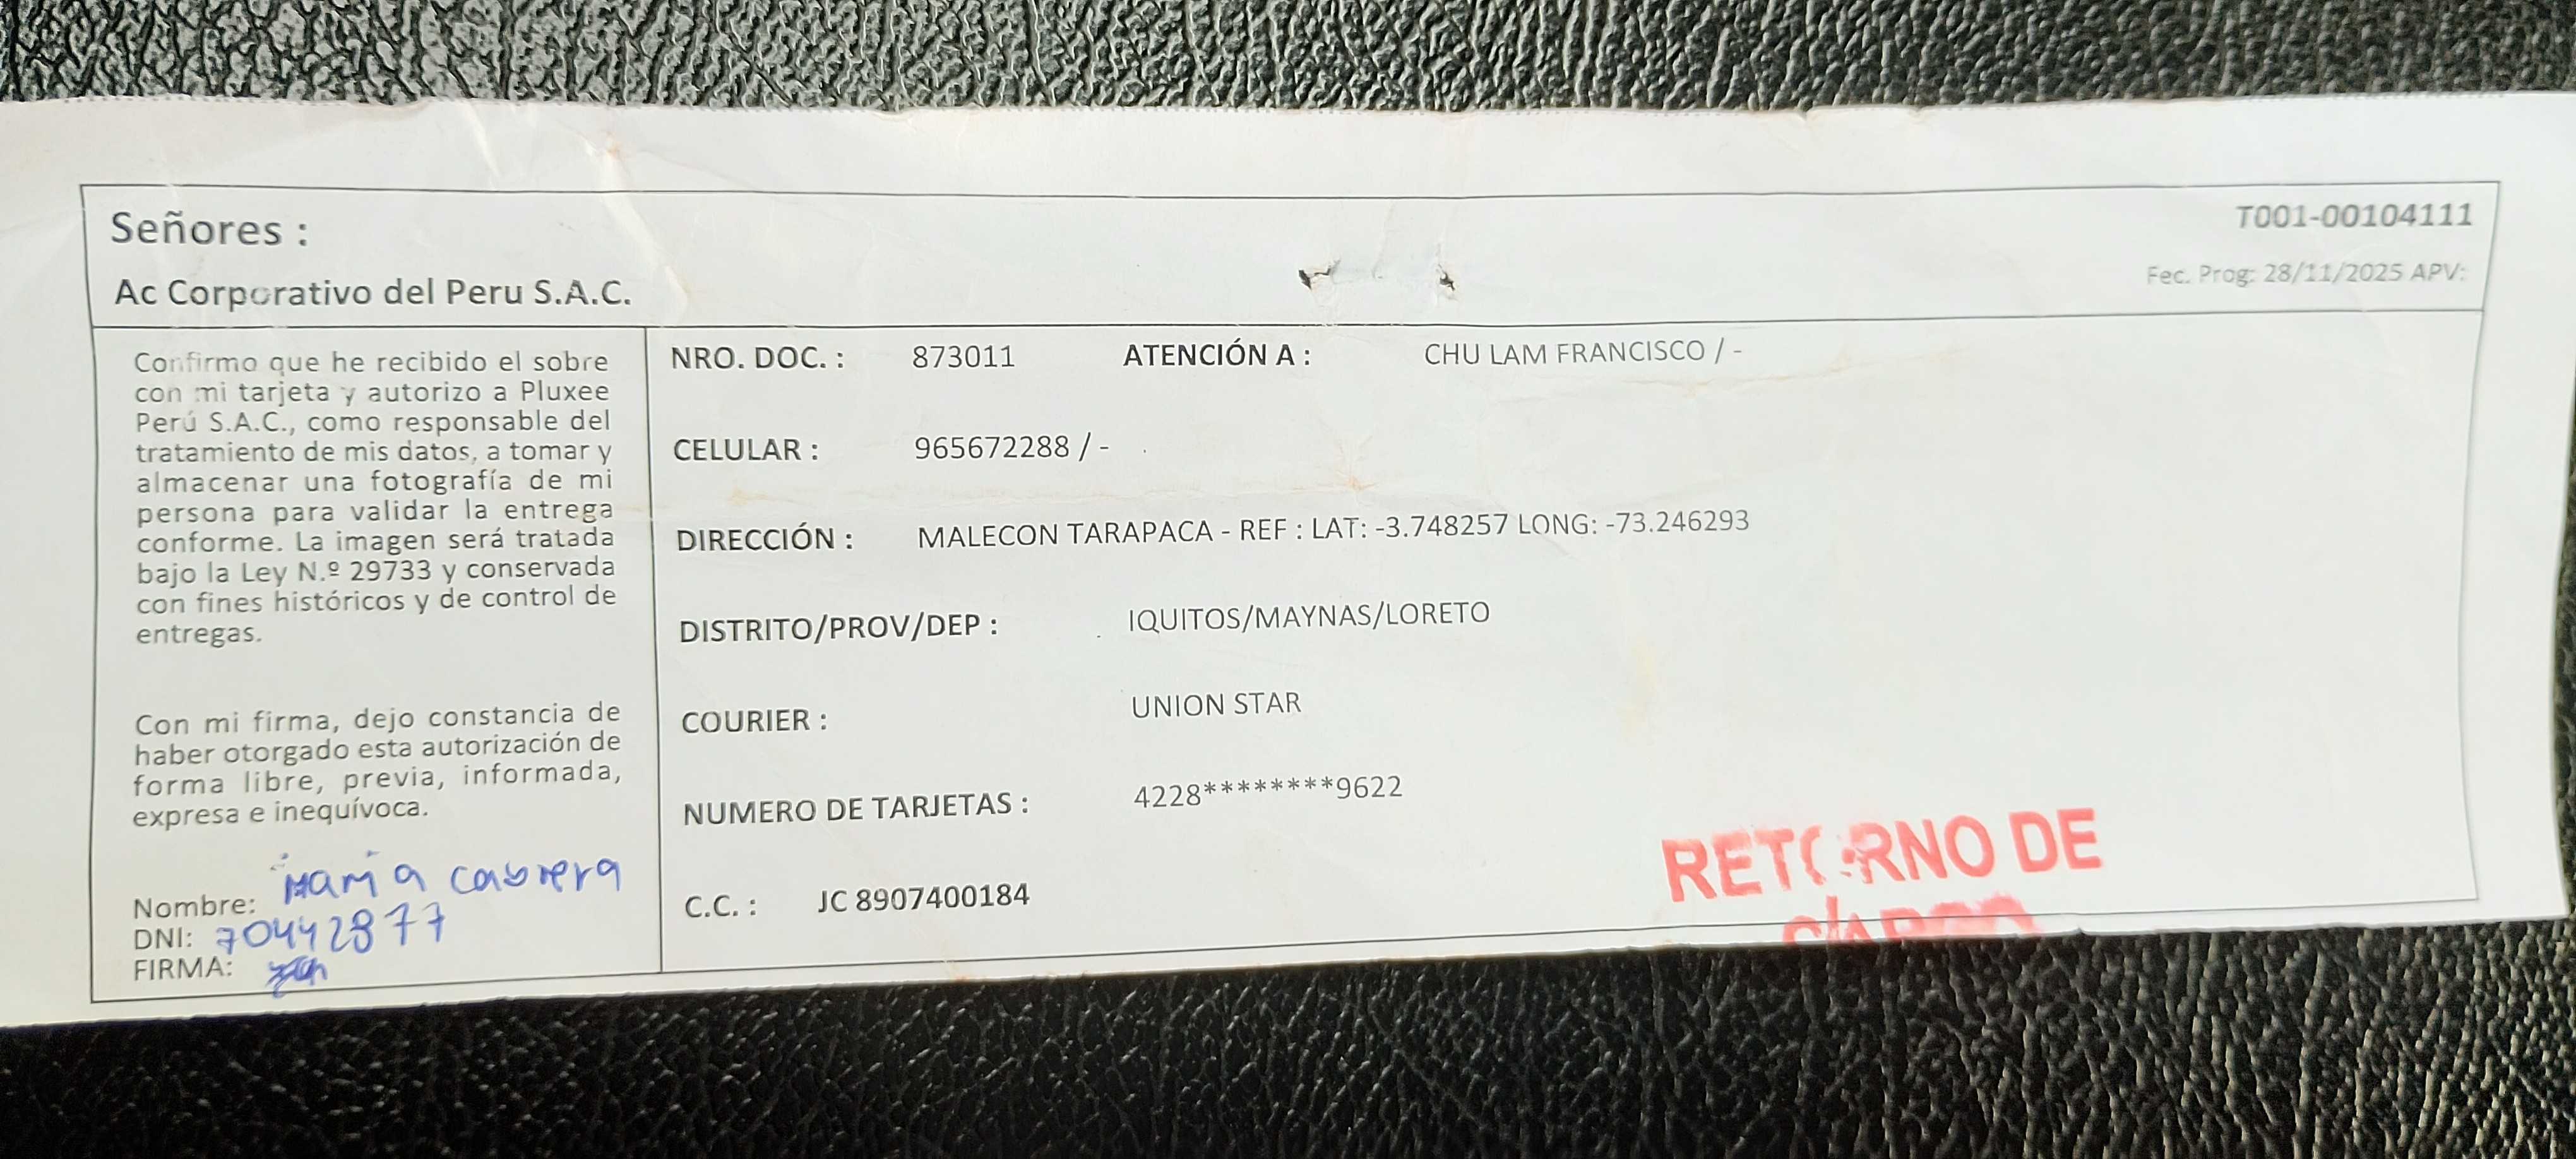 Señores :
Ac Corporativo del Peru S.A.C.
T001-00104111
Fec. Prog: 28/11/2025 APV:
Confirmo que he recibido el sobre
con mi tarjeta y autorizo a Pluxee
Perú S.A.C., como responsable del
tratamiento de mis datos, a tomar y
almacenar una fotografía de mi
persona para validar la entrega
conforme. La imagen será tratada
bajo la Ley N.º 29733 y conservada
con fines históricos y de control de
entregas.
Con mi firma, dejo constancia de
haber otorgado esta autorización de
forma libre, previa, informada,
expresa e inequívoca.
Nombre: Maria Cabrera
DNI: 70442877
FIRMA:
NRO. DOC. : 873011 ATENCIÓN A : CHU LAM FRANCISCO / -
CELULAR : 965672288 / -
DIRECCIÓN : MALECON TARAPACA - REF : LAT: -3.748257 LONG: -73.246293
DISTRITO/PROV/DEP : IQUITOS/MAYNAS/LORETO
COURIER : UNION STAR
NUMERO DE TARJETAS : 4228********9622
C.C. : JC 8907400184
RETORNO DE
CARGO